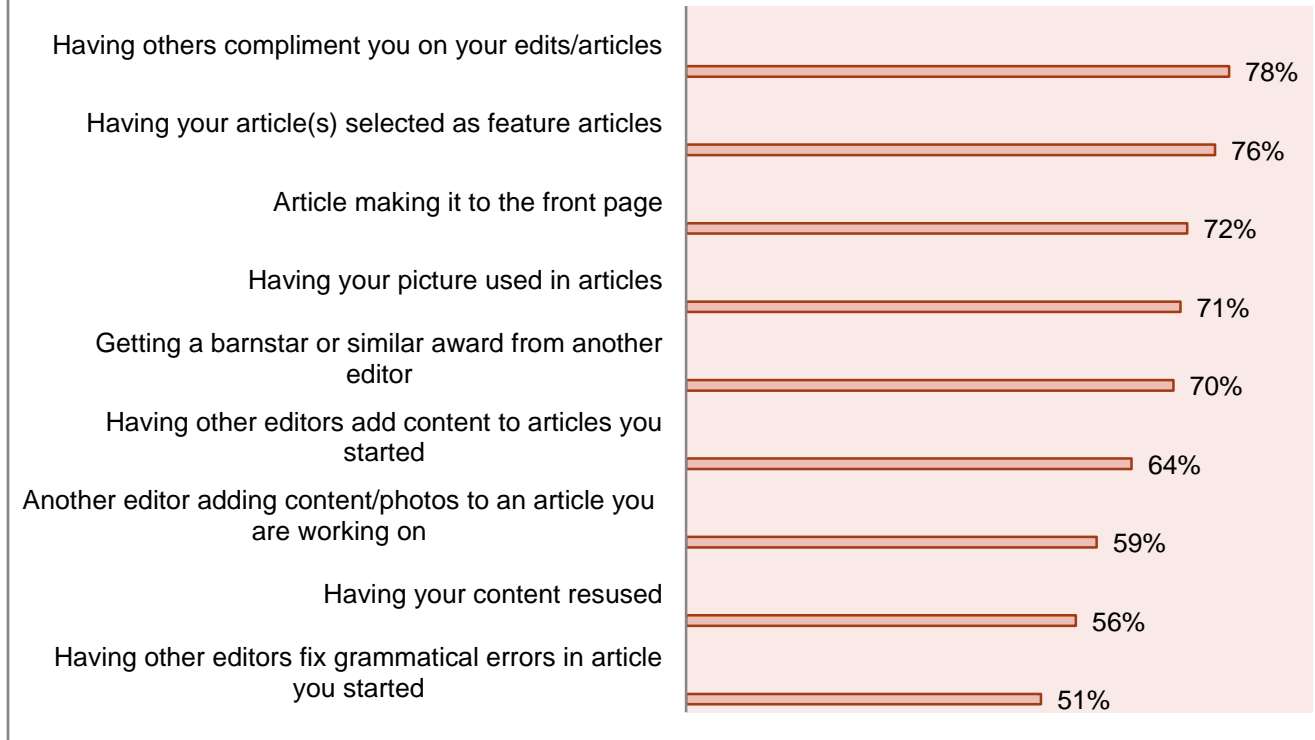 Having others compliment you on your edits/articles
78%
Having your article(s) selected as feature articles
76%
Article making it to the front page
72%
Having your picture used in articles
71%
Getting a barnstar or similar award from another
editor
70%
Having other editors add content to articles you
started
64%
Another editor adding content/photos to an article you
are working on
59%
Having your content resused
56%
Having other editors fix grammatical errors in article
you started
51%